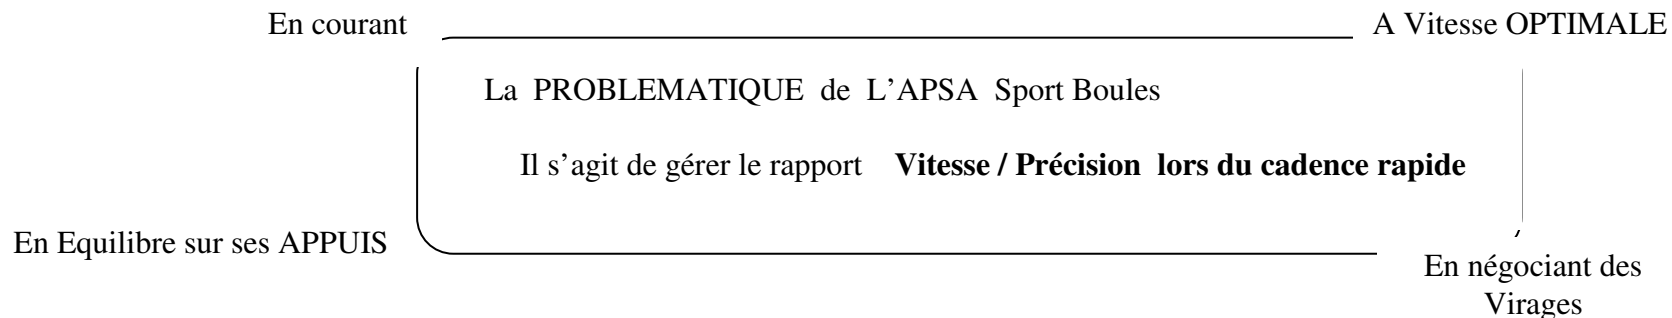 En courant
A Vitesse OPTIMALE
La PROBLEMATIQUE de L'APSA Sport Boules
Il s'agit de gérer le rapport Vitesse / Précision lors du cadence rapide
En Equilibre sur ses APPUIS
En négociant des
Virages